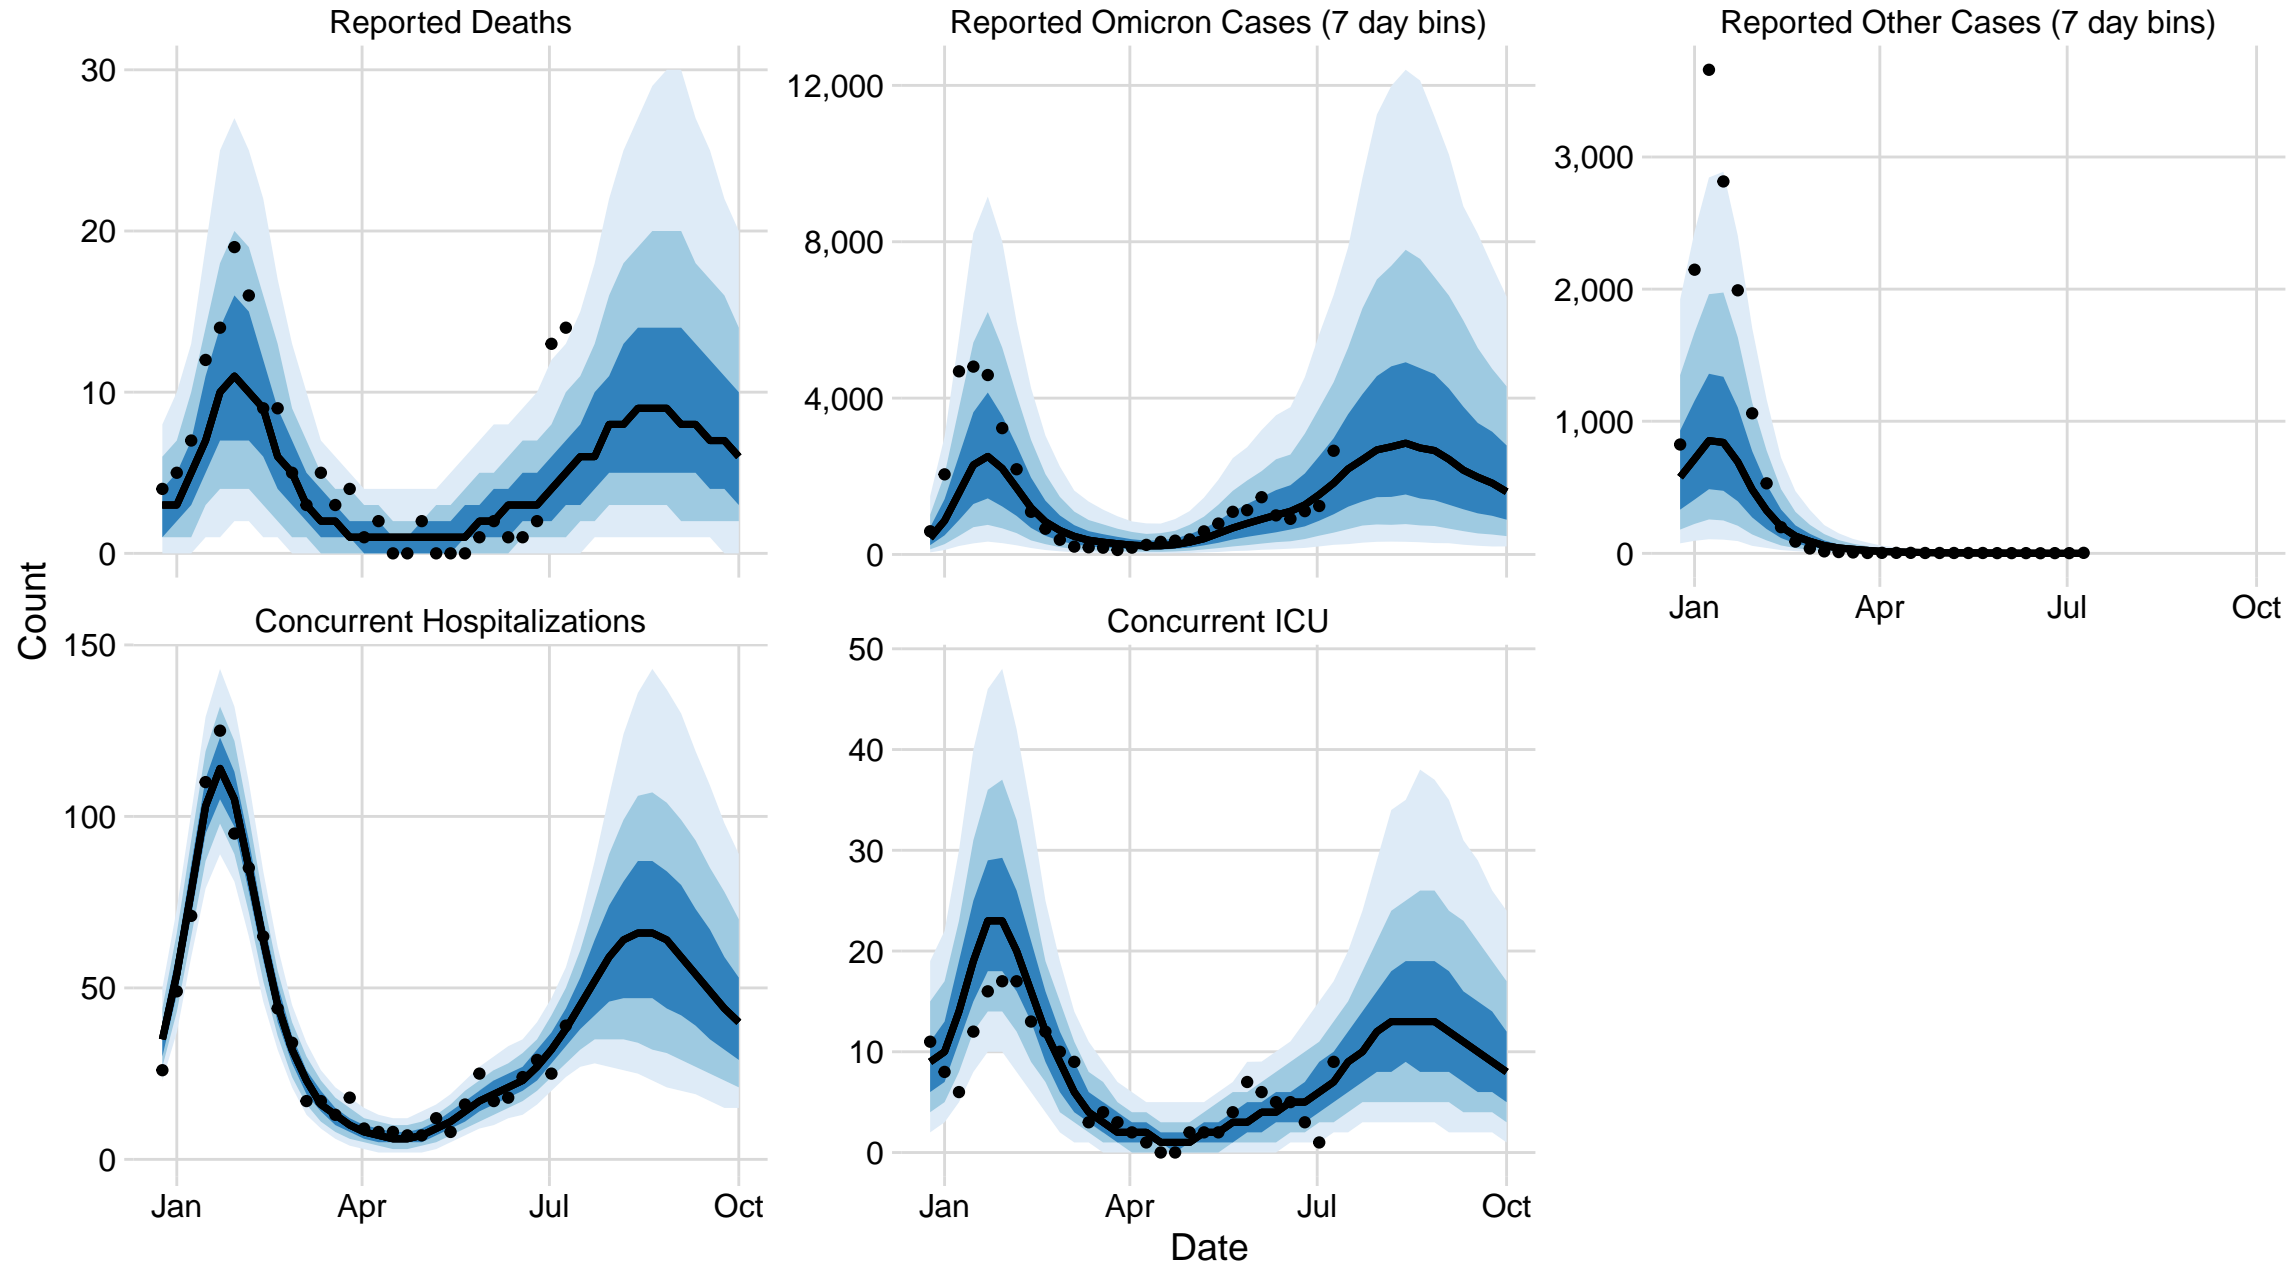 Reported Deaths
30
20
10
0
Reported Omicron Cases (7 day bins)
12,000
8,000
4,000
0
Reported Other Cases (7 day bins)
3,000
2,000
1,000
0
Jan Apr Jul Oct
Count
Concurrent Hospitalizations
150
100
50
0
Jan Apr Jul Oct
Concurrent ICU
50
40
30
20
10
0
Jan Apr Jul Oct
Date